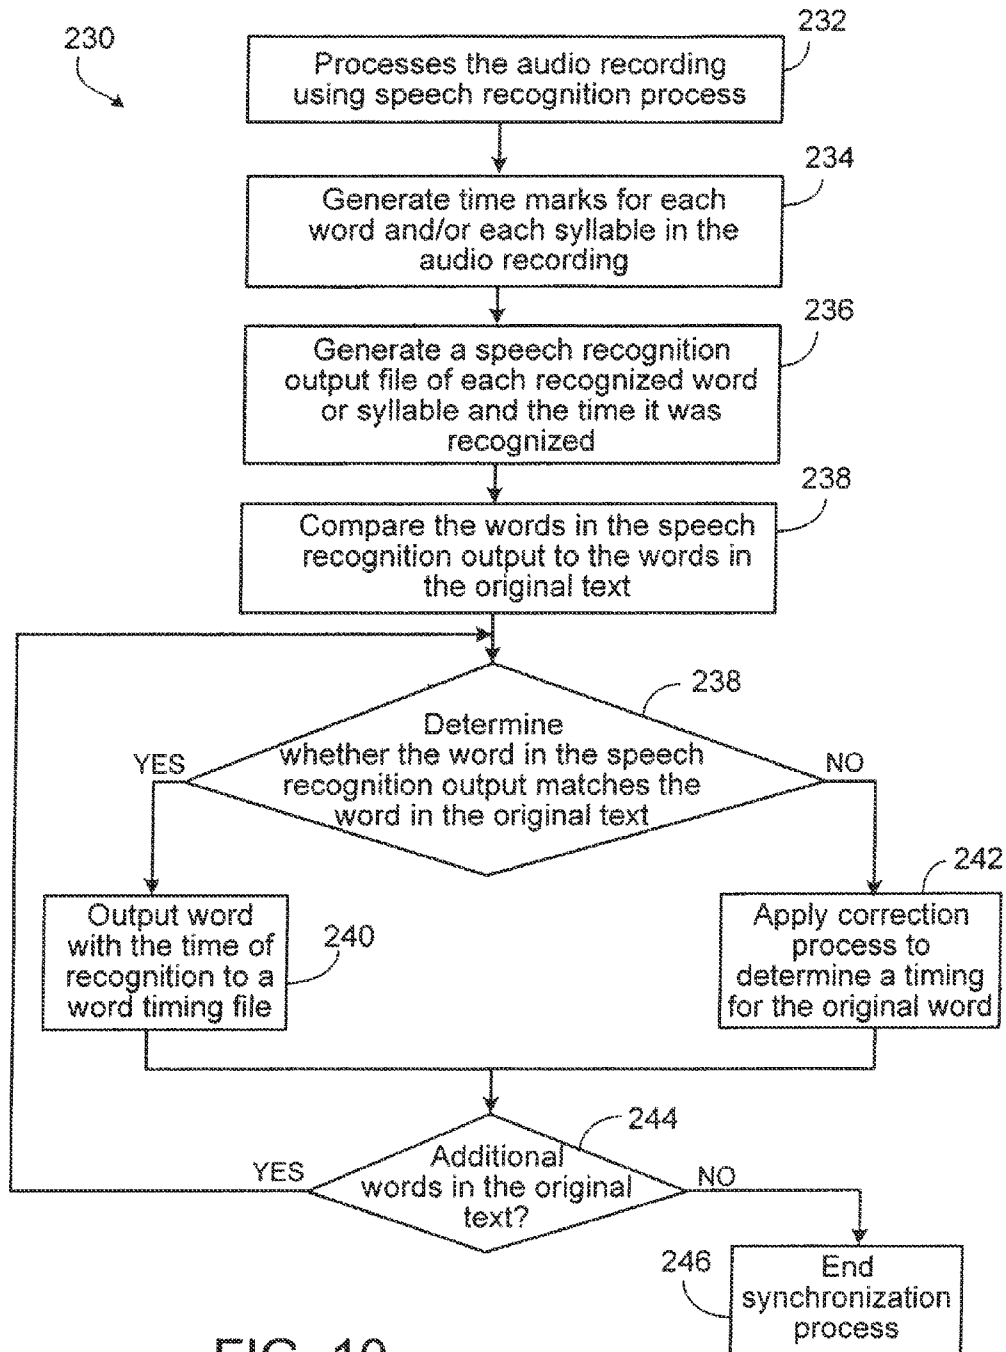 230
232
Processes the audio recording
using speech recognition process
234
Generate time marks for each
word and/or each syllable in the
audio recording
236
Generate a speech recognition
output file of each recognized word
or syllable and the time it was
recognized
238
Compare the words in the speech
recognition output to the words in
the original text
238
Determine
whether the word in the speech
recognition output matches the
word in the original text
YES
NO
240
Output word
with the time of
recognition to a
word timing file
242
Apply correction
process to
determine a timing
for the original word
244
Additional
words in the original
text?
YES
NO
246
End
synchronization
process
FIG. 10